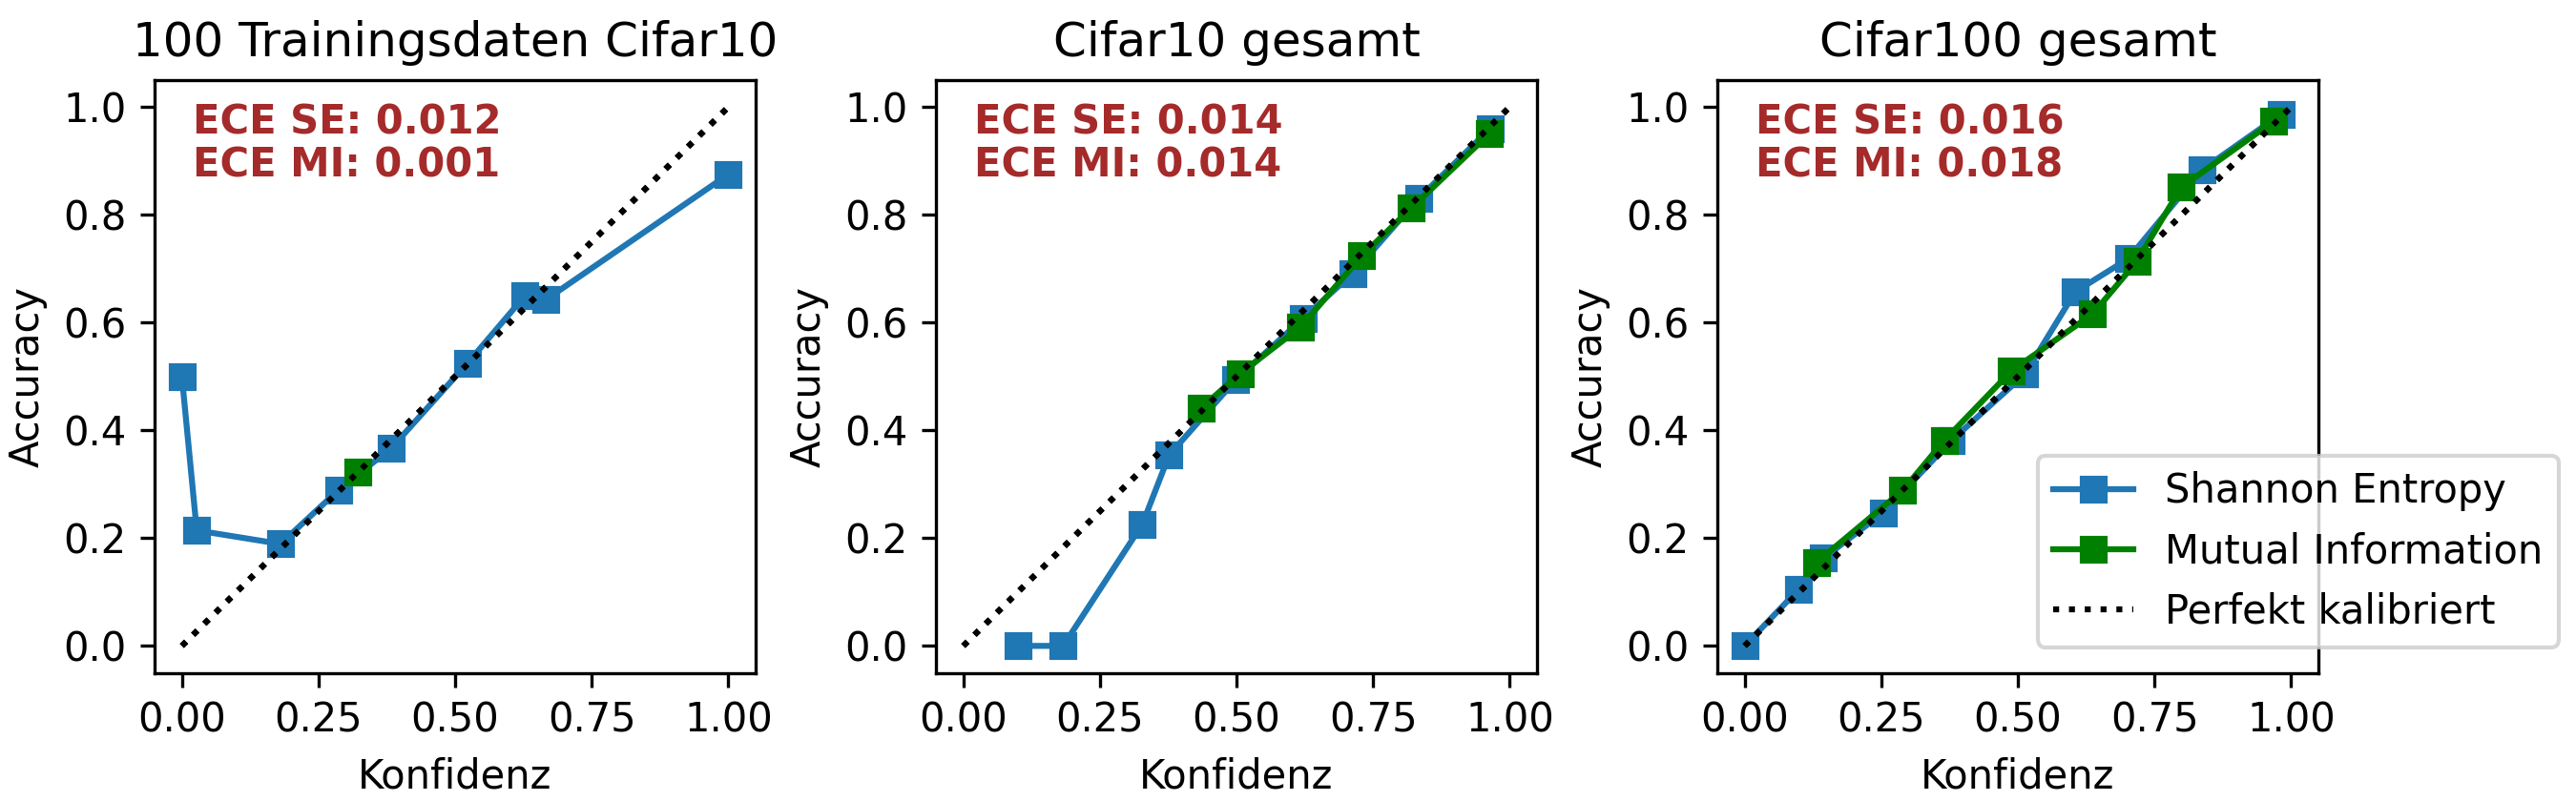 100 Trainingsdaten Cifar10
ECE SE: 0.012
ECE MI: 0.001
1.0
0.8
0.6
0.4
0.2
0.0
Accuracy
0.00 0.25 0.50 0.75 1.00
Konfidenz
Cifar10 gesamt
ECE SE: 0.014
ECE MI: 0.014
1.0
0.8
0.6
0.4
0.2
0.0
Accuracy
0.00 0.25 0.50 0.75 1.00
Konfidenz
Cifar100 gesamt
ECE SE: 0.016
ECE MI: 0.018
1.0
0.8
0.6
0.4
0.2
0.0
Accuracy
0.00 0.25 0.50 0.75 1.00
Konfidenz
Shannon Entropy
Mutual Information
Perfekt kalibriert